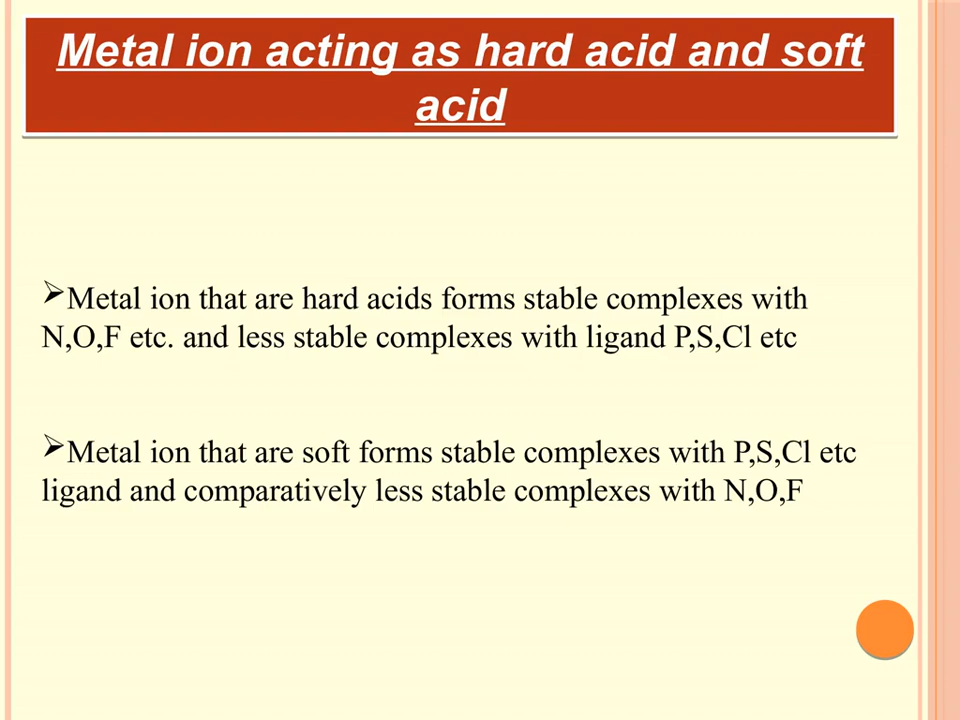 Metal ion acting as hard acid and soft
acid
➢Metal ion that are hard acids forms stable complexes with
N,O,F etc. and less stable complexes with ligand P,S,Cl etc
➢Metal ion that are soft forms stable complexes with P,S,Cl etc
ligand and comparatively less stable complexes with N,O,F